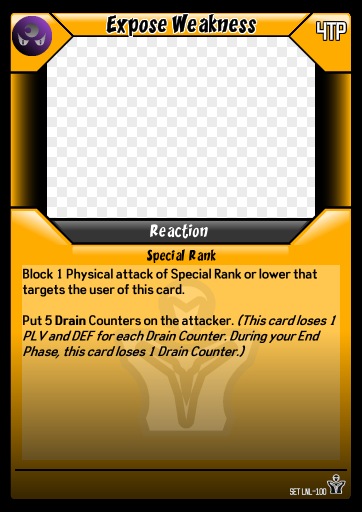 Expose Weakness
4TP
Reaction
Special Rank
Block 1 Physical attack of Special Rank or lower that
targets the user of this card.
Put 5 Drain Counters on the attacker. (This card loses 1
PLV and DEF for each Drain Counter. During your End
Phase, this card loses 1 Drain Counter.)
SET LNL-100